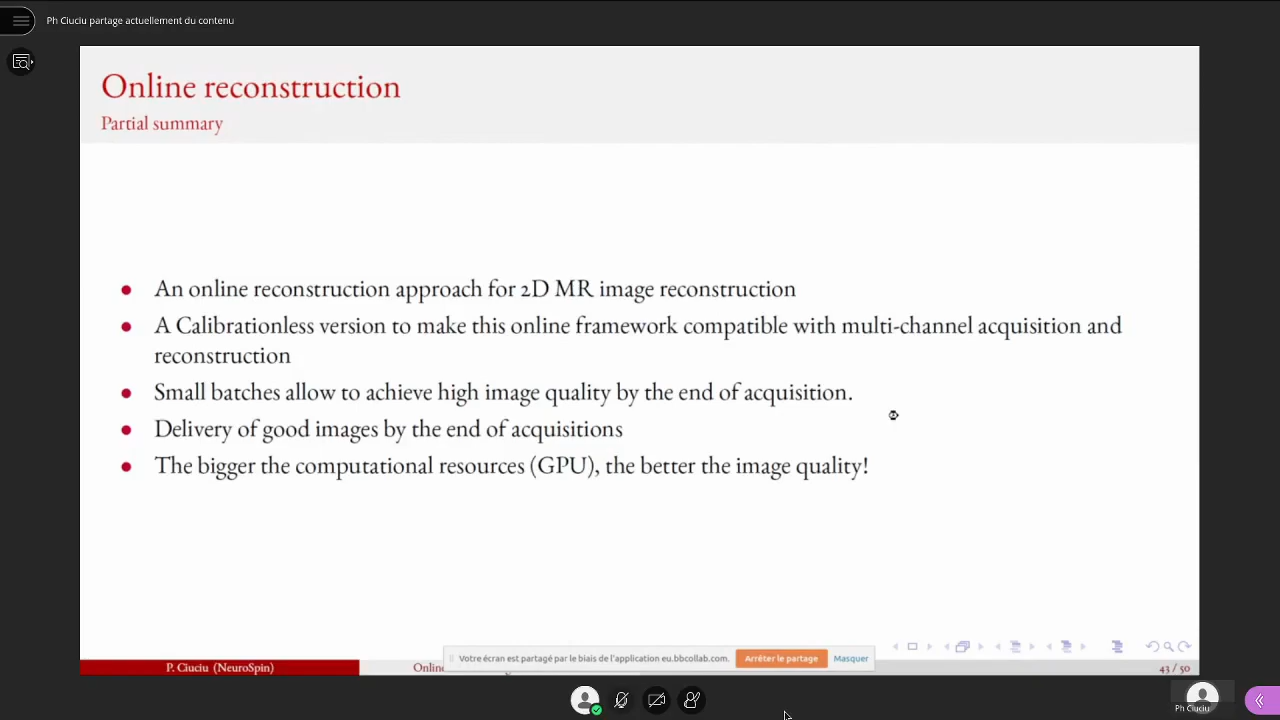 Ph Ciuciu partage actuellement du contenu
Online reconstruction
Partial summary
An online reconstruction approach for 2D MR image reconstruction
A Calibrationless version to make this online framework compatible with multi-channel acquisition and
reconstruction
Small batches allow to achieve high image quality by the end of acquisition.
Delivery of good images by the end of acquisitions
The bigger the computational resources (GPU), the better the image quality!
P. Ciuciu (NeuroSpin)
Votre écran est partagé par le biais de l'application eu.bbcollab.com.
Arrêter le partage
Masquer
43 / 50
Ph Ciuciu